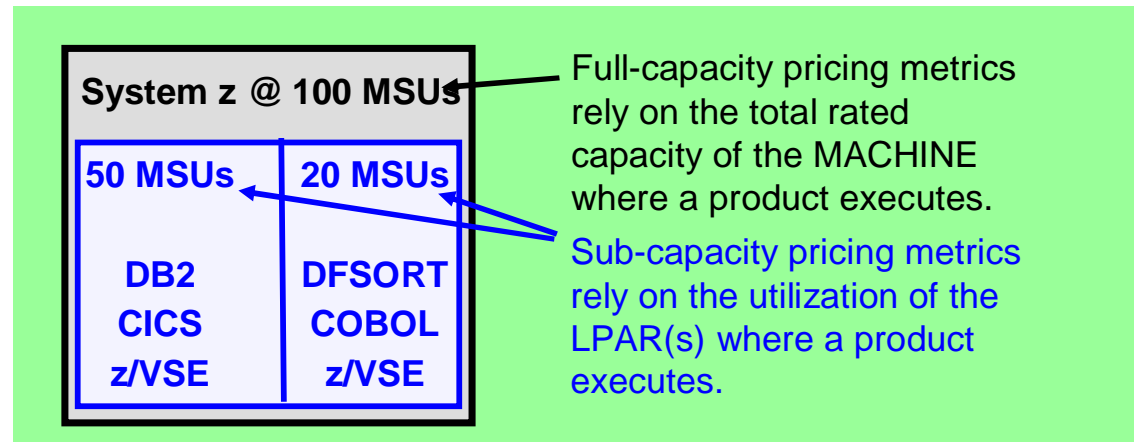 System z @ 100 MSUs
50 MSUs
20 MSUs
DB2
DFSORT
CICS
COBOL
z/VSE
z/VSE
Full-capacity pricing metrics
rely on the total rated
capacity of the MACHINE
where a product executes.
Sub-capacity pricing metrics
rely on the utilization of the
LPAR(s) where a product
executes.